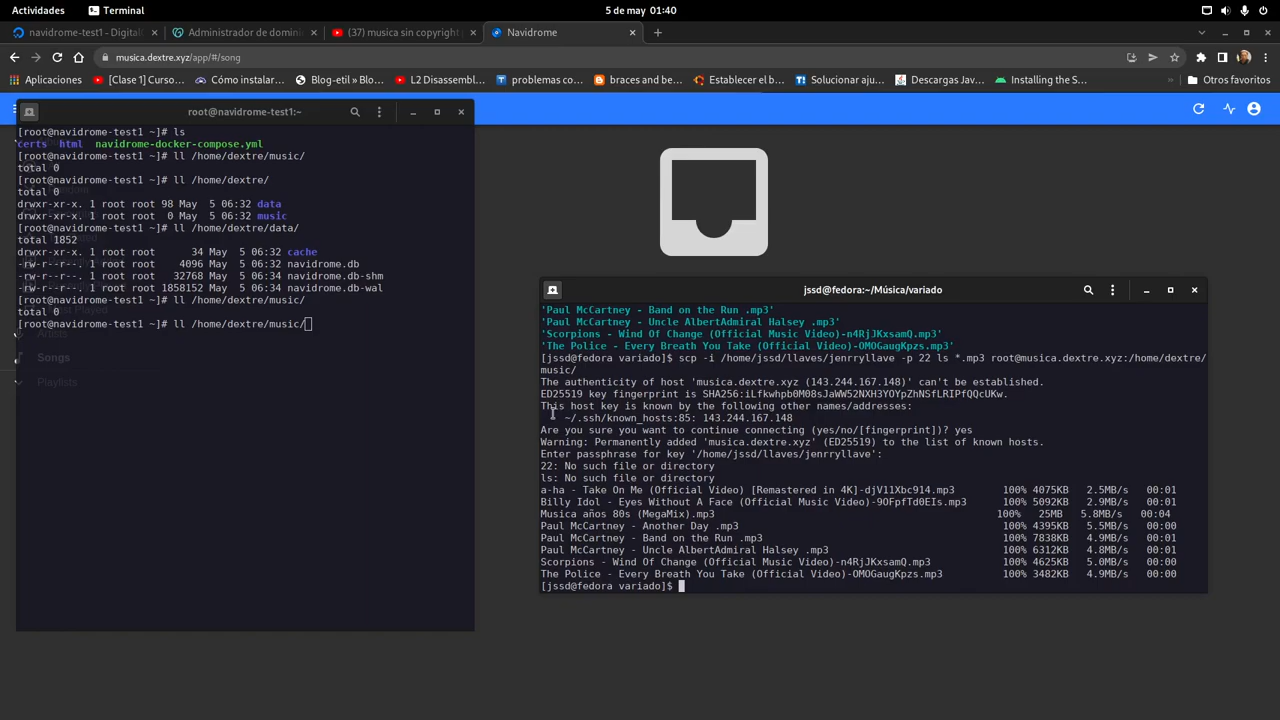 Actividades
Terminal
5 de may 01:40
navidrome-test1 - Digital
Administrador de domini
(37) musica sin copyright
Navidrome
musica.dextre.xyz/app/#/song
Aplicaciones
[Clase 1] Curso...
Cómo instalar...
Blog-etil » Blo...
L2 Disassembl...
problemas co...
braces and be...
Establecer el b...
Solucionar aju...
Descargas Jav...
Installing the S...
»
Otros favoritos
root@navidrome-test1:~
[root@navidrome-test1 ~]# ls
certs html navidrome-docker-compose.yml
[root@navidrome-test1 ~]# ll /home/dextre/music/
total 0
[root@navidrome-test1 ~]# ll /home/dextre/
total 0
drwxr-xr-x. 1 root root 98 May 5 06:32 data
drwxr-xr-x. 1 root root 0 May 5 06:32 music
[root@navidrome-test1 ~]# ll /home/dextre/data/
total 1852
drwxr-xr-x. 1 root root 34 May 5 06:32 cache
-rw-r--r--. 1 root root 4096 May 5 06:32 navidrome.db
-rw-r--r--. 1 root root 32768 May 5 06:34 navidrome.db-shm
-rw-r--r--. 1 root root 1858152 May 5 06:34 navidrome.db-wal
[root@navidrome-test1 ~]# ll /home/dextre/music/
total 0
[root@navidrome-test1 ~]# ll /home/dextre/music/
Artists
Songs
Playlists
jssd@fedora:~/Música/variado
'Paul McCartney - Band on the Run .mp3'
'Paul McCartney - Uncle AlbertAdmiral Halsey .mp3'
'Scorpions - Wind Of Change (Official Music Video)-n4RjJKxsamQ.mp3'
'The Police - Every Breath You Take (Official Video)-OMOGaugKpzs.mp3'
[jssd@fedora variado]$ scp -i /home/jssd/llaves/jenrryllave -p 22 ls *.mp3 root@musica.dextre.xyz:/home/dextre/
music/
The authenticity of host 'musica.dextre.xyz (143.244.167.148)' can't be established.
ED25519 key fingerprint is SHA256:iLfkwhpb0M08sJaWW52NXH3YOYpZhNSfLRIPfQQcUKw.
This host key is known by the following other names/addresses:
~/.ssh/known_hosts:85: 143.244.167.148
Are you sure you want to continue connecting (yes/no/[fingerprint])? yes
Warning: Permanently added 'musica.dextre.xyz' (ED25519) to the list of known hosts.
Enter passphrase for key '/home/jssd/llaves/jenrryllave':
22: No such file or directory
ls: No such file or directory
a-ha - Take On Me (Official Video) [Remastered in 4K]-djV11Xbc914.mp3 100% 4075KB 2.5MB/s 00:01
Billy Idol - Eyes Without A Face (Official Music Video)-9OFpfTd0EIs.mp3 100% 5092KB 2.9MB/s 00:01
Musica años 80s (MegaMix).mp3 100% 25MB 5.8MB/s 00:04
Paul McCartney - Another Day .mp3 100% 4395KB 5.5MB/s 00:00
Paul McCartney - Band on the Run .mp3 100% 7838KB 4.9MB/s 00:01
Paul McCartney - Uncle AlbertAdmiral Halsey .mp3 100% 6312KB 4.8MB/s 00:01
Scorpions - Wind Of Change (Official Music Video)-n4RjJKxsamQ.mp3 100% 4625KB 5.0MB/s 00:00
The Police - Every Breath You Take (Official Video)-OMOGaugKpzs.mp3 100% 3482KB 4.9MB/s 00:00
[jssd@fedora variado]$